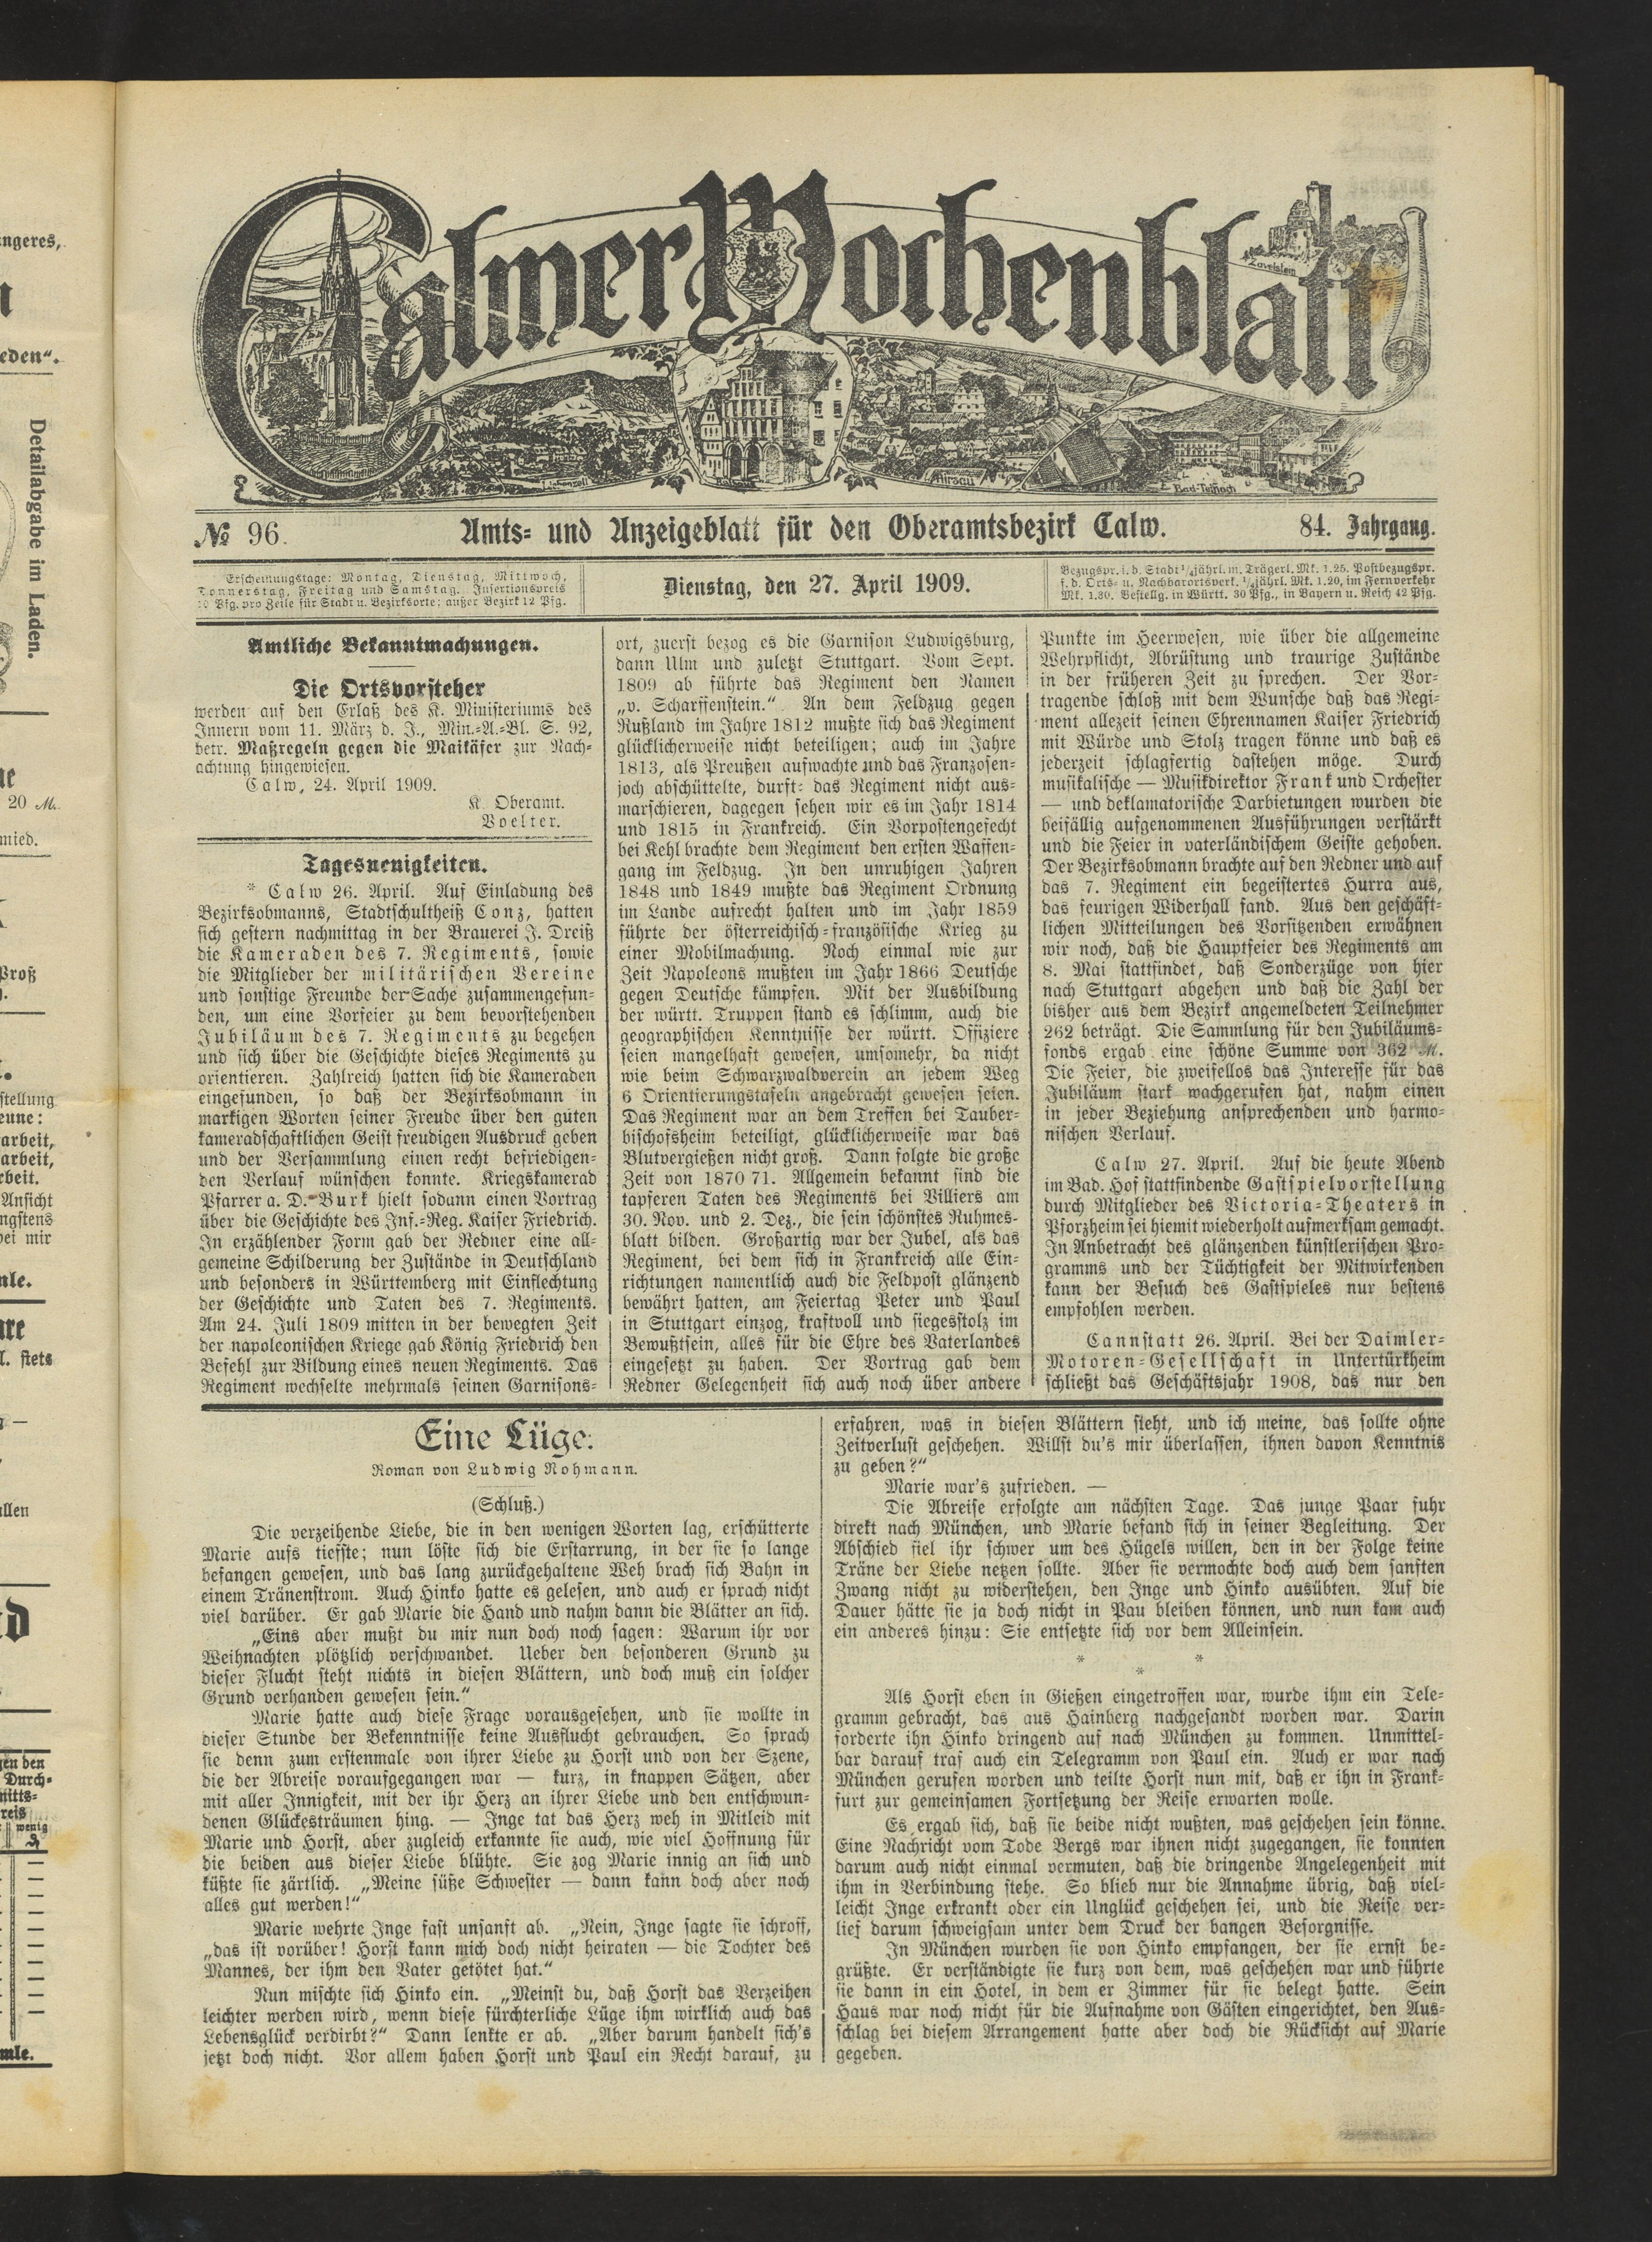 Calwer Wochenblatt
Zavelstein
Liebenzell
Hirsau
Bad-Teinach
№ 96.
Amts- und Anzeigeblatt für den Oberamtsbezirk Calw.
84. Jahrgang.
Erscheinungstage: Montag, Dienstag, Mittwoch,
Donnerstag, Freitag und Samstag. Insertionspreis
10 Pfg. pro Zeile für Stadt u. Bezirksorte; außer Bezirk 12 Pfg.
Dienstag, den 27. April 1909.
Bezugspr. i. d. Stadt ¼jährl. m. Trägerl. Mk. 1.25. Postbezugspr.
f. d. Orts- u. Nachbarortsverk. ¼jährl. Mk. 1.20, im Fernverkehr
Mk. 1.30. Bestellg. in Württ. 30 Pfg., in Bayern u. Reich 42 Pfg.
Amtliche Bekanntmachungen.
Die Ortsvorsteher
werden auf den Erlaß des K. Ministeriums des
Innern vom 11. März d. J., Min.-A.-Bl. S. 92,
betr. Maßregeln gegen die Maikäfer zur Nach-
achtung hingewiesen.
Calw, 24. April 1909.
K. Oberamt.
Voelter.
Tagesneuigkeiten.
* Calw 26. April. Auf Einladung des
Bezirksobmanns, Stadtschultheiß Conz, hatten
sich gestern nachmittag in der Brauerei J. Dreiß
die Kameraden des 7. Regiments, sowie
die Mitglieder der militärischen Vereine
und sonstige Freunde der Sache zusammengefun-
den, um eine Vorfeier zu dem bevorstehenden
Jubiläum des 7. Regiments zu begehen
und sich über die Geschichte dieses Regiments zu
orientieren. Zahlreich hatten sich die Kameraden
eingefunden, so daß der Bezirksobmann in
markigen Worten seiner Freude über den guten
kameradschaftlichen Geist freudigen Ausdruck geben
und der Versammlung einen recht befriedigen-
den Verlauf wünschen konnte. Kriegskamerad
Pfarrer a. D. Burk hielt sodann einen Vortrag
über die Geschichte des Inf.-Reg. Kaiser Friedrich.
In erzählender Form gab der Redner eine all-
gemeine Schilderung der Zustände in Deutschland
und besonders in Württemberg mit Einflechtung
der Geschichte und Taten des 7. Regiments.
Am 24. Juli 1809 mitten in der bewegten Zeit
der napoleonischen Kriege gab König Friedrich den
Befehl zur Bildung eines neuen Regiments. Das
Regiment wechselte mehrmals seinen Garnisons-
ort, zuerst bezog es die Garnison Ludwigsburg,
dann Ulm und zuletzt Stuttgart. Vom Sept.
1809 ab führte das Regiment den Namen
„v. Scharffenstein.“ An dem Feldzug gegen
Rußland im Jahre 1812 mußte sich das Regiment
glücklicherweise nicht beteiligen; auch im Jahre
1813, als Preußen aufwachte und das Franzosen-
joch abschüttelte, durft- das Regiment nicht aus-
marschieren, dagegen sehen wir es im Jahr 1814
und 1815 in Frankreich. Ein Vorpostengefecht
bei Kehl brachte dem Regiment den ersten Waffen-
gang im Feldzug. In den unruhigen Jahren
1848 und 1849 mußte das Regiment Ordnung
im Lande aufrecht halten und im Jahr 1859
führte der österreichisch-französische Krieg zu
einer Mobilmachung. Noch einmal wie zur
Zeit Napoleons mußten im Jahr 1866 Deutsche
gegen Deutsche kämpfen. Mit der Ausbildung
der württ. Truppen stand es schlimm, auch die
geographischen Kenntnisse der württ. Offiziere
seien mangelhaft gewesen, umsomehr, da nicht
wie beim Schwarzwaldverein an jedem Weg
6 Orientierungstafeln angebracht gewesen seien.
Das Regiment war an dem Treffen bei Tauber-
bischofsheim beteiligt, glücklicherweise war das
Blutvergießen nicht groß. Dann folgte die große
Zeit von 1870 71. Allgemein bekannt sind die
tapferen Taten des Regiments bei Villiers am
30. Nov. und 2. Dez., die sein schönstes Ruhmes-
blatt bilden. Großartig war der Jubel, als das
Regiment, bei dem sich in Frankreich alle Ein-
richtungen namentlich auch die Feldpost glänzend
bewährt hatten, am Feiertag Peter und Paul
in Stuttgart einzog, kraftvoll und siegesstolz im
Bewußtsein, alles für die Ehre des Vaterlandes
eingesetzt zu haben. Der Vortrag gab dem
Redner Gelegenheit sich auch noch über andere
Punkte im Heerwesen, wie über die allgemeine
Wehrpflicht, Abrüstung und traurige Zustände
in der früheren Zeit zu sprechen. Der Vor-
tragende schloß mit dem Wunsche daß das Regi-
ment allezeit seinen Ehrennamen Kaiser Friedrich
mit Würde und Stolz tragen könne und daß es
jederzeit schlagfertig dastehen möge. Durch
musikalische — Musikdirektor Frank und Orchester
— und deklamatorische Darbietungen wurden die
beifällig aufgenommenen Ausführungen verstärkt
und die Feier in vaterländischem Geiste gehoben.
Der Bezirksobmann brachte auf den Redner und auf
das 7. Regiment ein begeistertes Hurra aus,
das feurigen Widerhall fand. Aus den geschäft-
lichen Mitteilungen des Vorsitzenden erwähnen
wir noch, daß die Hauptfeier des Regiments am
8. Mai stattfindet, daß Sonderzüge von hier
nach Stuttgart abgehen und daß die Zahl der
bisher aus dem Bezirk angemeldeten Teilnehmer
262 beträgt. Die Sammlung für den Jubiläums-
fonds ergab eine schöne Summe von 362 M.
Die Feier, die zweifellos das Interesse für das
Jubiläum stark wachgerufen hat, nahm einen
in jeder Beziehung ansprechenden und harmo-
nischen Verlauf.
Calw 27. April. Auf die heute Abend
im Bad. Hof stattfindende Gastspielvorstellung
durch Mitglieder des Victoria-Theaters in
Pforzheim sei hiemit wiederholt aufmerksam gemacht.
In Anbetracht des glänzenden künstlerischen Pro-
gramms und der Tüchtigkeit der Mitwirkenden
kann der Besuch des Gastspieles nur bestens
empfohlen werden.
Cannstatt 26. April. Bei der Daimler-
Motoren-Gesellschaft in Untertürkheim
schließt das Geschäftsjahr 1908, das nur den
Eine Lüge.
Roman von Ludwig Rohmann.
(Schluß.)
Die verzeihende Liebe, die in den wenigen Worten lag, erschütterte
Marie aufs tiefste; nun löste sich die Erstarrung, in der sie so lange
befangen gewesen, und das lang zurückgehaltene Weh brach sich Bahn in
einem Tränenstrom. Auch Hinko hatte es gelesen, und auch er sprach nicht
viel darüber. Er gab Marie die Hand und nahm dann die Blätter an sich.
„Eins aber mußt du mir nun doch noch sagen: Warum ihr vor
Weihnachten plötzlich verschwandet. Ueber den besonderen Grund zu
dieser Flucht steht nichts in diesen Blättern, und doch muß ein solcher
Grund verhanden gewesen sein.“
Marie hatte auch diese Frage vorausgesehen, und sie wollte in
dieser Stunde der Bekenntnisse keine Ausflucht gebrauchen. So sprach
sie denn zum erstenmale von ihrer Liebe zu Horst und von der Szene,
die der Abreise voraufgegangen war — kurz, in knappen Sätzen, aber
mit aller Innigkeit, mit der ihr Herz an ihrer Liebe und den entschwun-
denen Glücksträumen hing. — Inge tat das Herz weh in Mitleid mit
Marie und Horst, aber zugleich erkannte sie auch, wie viel Hoffnung für
die beiden aus dieser Liebe blühte. Sie zog Marie innig an sich und
küßte sie zärtlich. „Meine süße Schwester — dann kann doch aber noch
alles gut werden!“
Marie wehrte Inge fast unsanft ab. „Nein, Inge sagte sie schroff,
„das ist vorüber! Horst kann mich doch nicht heiraten — die Tochter des
Mannes, der ihm den Vater getötet hat.“
Nun mischte sich Hinko ein. „Meinst du, daß Horst das Verzeihen
leichter werden wird, wenn diese fürchterliche Lüge ihm wirklich auch das
Lebensglück verdirbt?“ Dann lenkte er ab. „Aber darum handelt sich's
jetzt doch nicht. Vor allem haben Horst und Paul ein Recht darauf, zu
erfahren, was in diesen Blättern steht, und ich meine, das sollte ohne
Zeitverlust geschehen. Willst du's mir überlassen, ihnen davon Kenntnis
zu geben?“
Marie war's zufrieden. —
Die Abreise erfolgte am nächsten Tage. Das junge Paar fuhr
direkt nach München, und Marie befand sich in seiner Begleitung. Der
Abschied fiel ihr schwer um des Hügels willen, den in der Folge keine
Träne der Liebe netzen sollte. Aber sie vermochte doch auch dem sanften
Zwang nicht zu widerstehen, den Inge und Hinko ausübten. Auf die
Dauer hätte sie ja doch nicht in Pau bleiben können, und nun kam auch
ein anderes hinzu: Sie entsetzte sich vor dem Alleinsein.
* * *
Als Horst eben in Gießen eingetroffen war, wurde ihm ein Tele-
gramm gebracht, das aus Hainberg nachgesandt worden war. Darin
forderte ihn Hinko dringend auf nach München zu kommen. Unmittel-
bar darauf traf auch ein Telegramm von Paul ein. Auch er war nach
München gerufen worden und teilte Horst nun mit, daß er ihn in Frank-
furt zur gemeinsamen Fortsetzung der Reise erwarten wolle.
Es ergab sich, daß sie beide nicht wußten, was geschehen sein könne.
Eine Nachricht vom Tode Bergs war ihnen nicht zugegangen, sie konnten
darum auch nicht einmal vermuten, daß die dringende Angelegenheit mit
ihm in Verbindung stehe. So blieb nur die Annahme übrig, daß viel-
leicht Inge erkrankt oder ein Unglück geschehen sei, und die Reise ver-
lief darum schweigsam unter dem Druck der bangen Besorgnisse.
In München wurden sie von Hinko empfangen, der sie ernst be-
grüßte. Er verständigte sie kurz von dem, was geschehen war und führte
sie dann in ein Hotel, in dem er Zimmer für sie belegt hatte. Sein
Haus war noch nicht für die Aufnahme von Gästen eingerichtet, den Aus-
schlag bei diesem Arrangement hatte aber doch die Rücksicht auf Marie
gegeben.
Detailabgabe im Laden.